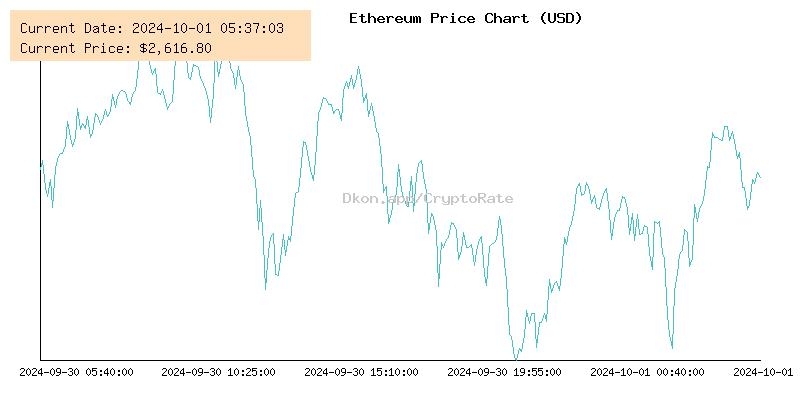 Ethereum Price Chart (USD)
Current Date: 2024-10-01 05:37:03
Current Price: $2,616.80
Dkon.app/CryptoRate
2024-09-30 05:40:00 2024-09-30 10:25:00 2024-09-30 15:10:00 2024-09-30 19:55:00 2024-10-01 00:40:00 2024-10-01